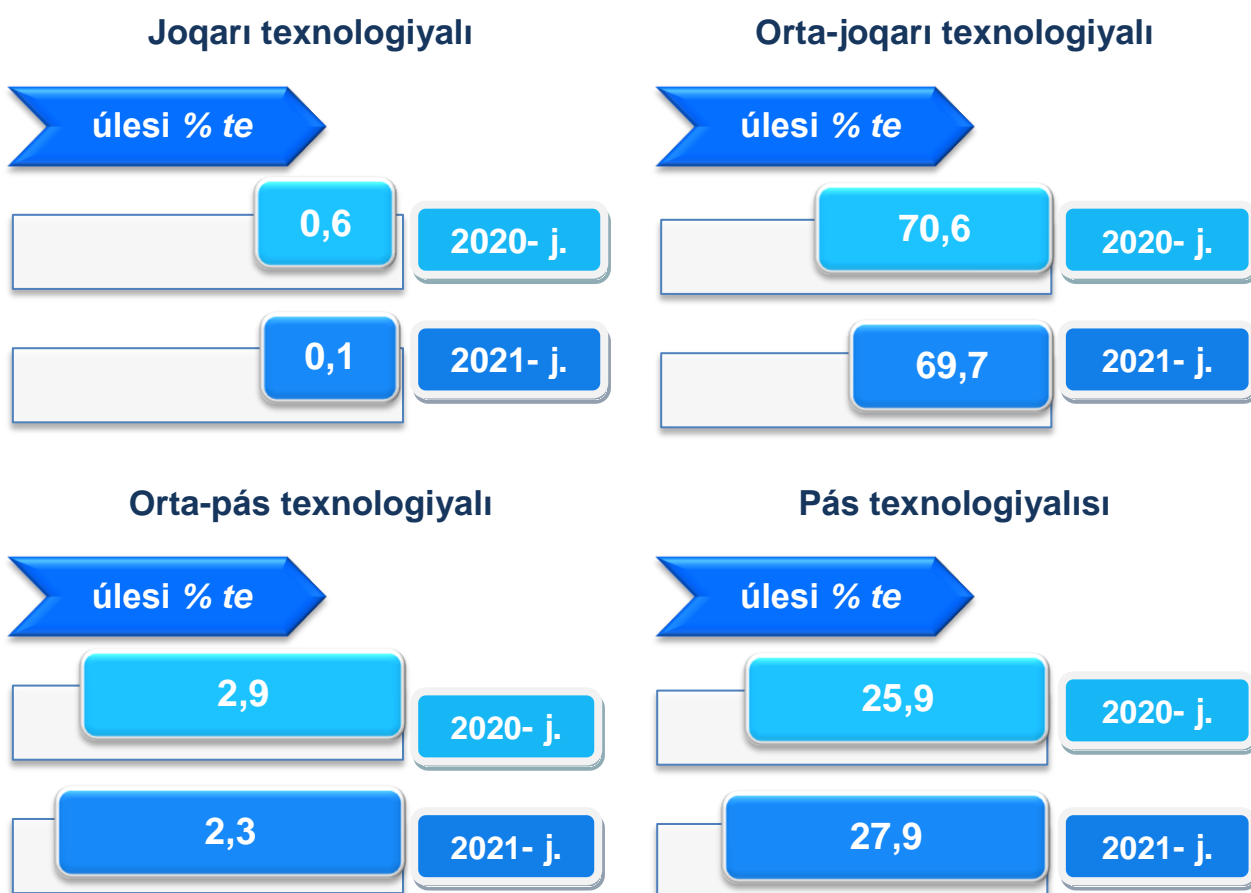 Joqarı texnologiyalı
úlesi % te
0,6
2020- j.
0,1
2021- j.
Orta-joqarı texnologiyalı
úlesi % te
70,6
2020- j.
69,7
2021- j.
Orta-pás texnologiyalı
úlesi % te
2,9
2020- j.
2,3
2021- j.
Pás texnologiyalısı
úlesi % te
25,9
2020- j.
27,9
2021- j.